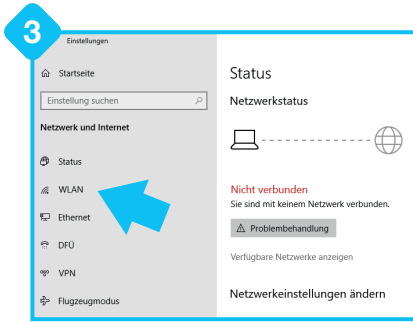 3
Einstellungen
Startseite
Einstellung suchen
Netzwerk und Internet
Status
WLAN
Ethernet
DFÜ
VPN
Flugzeugmodus
Status
Netzwerkstatus
Nicht verbunden
Sie sind mit keinem Netzwerk verbunden.
Problembehandlung
Verfügbare Netzwerke anzeigen
Netzwerkeinstellungen ändern